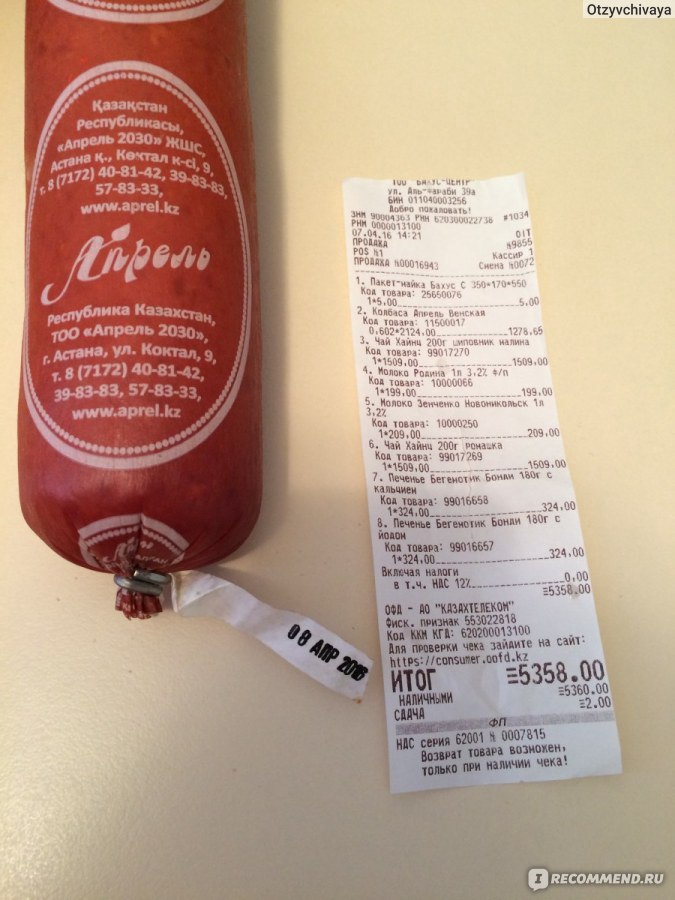 Otzyvchivaya
Қазақстан
Республикасы,
«Апрель 2030» ЖШС,
Астана қ., Көктал к-сі, 9,
т. 8 (7172) 40-81-42, 39-83-83,
57-83-33,
www.aprel.kz
Апрель
Республика Казахстан,
ТОО «Апрель 2030»,
г. Астана, ул. Коктал, 9,
т. 8 (7172) 40-81-42,
39-83-83, 57-83-33,
www.aprel.kz
08 АПР 2016
ТОО БАХУС-ЦЕНТР
ул. Аль-Фараби 39а
БИН 011040003256
Добро пожаловать!
ЗНМ 90004363 РНН 620300022738 #1034
РНМ 0000013100
07.04.16 14:21 ОПТ
ПРОДАЖА №9855
POS №1 Кассир 1
ПРОДАЖА №00016943 Смена №0072
1. Пакет-майка Бахус С 350*170*550
Код товара: 25650076
1*5,00 5,00
2. Колбаса Апрель Венская
Код товара: 11500017
0,602*2124,00 1278,65
3. Чай Хайнц 200г шиповник малина
Код товара: 99017270
1*1509,00 1509,00
4. Молоко Родина 1л 3,2% ф/п
Код товара: 10000066
1*199,00 199,00
5. Молоко Зенченко Новоникольск 1л
3,2%
Код товара: 10000250
1*209,00 209,00
6. Чай Хайнц 200г ромашка
Код товара: 99017269
1*1509,00 1509,00
7. Печенье Бегемотик Бонди 180г с
кальцием
Код товара: 99016658
1*324,00 324,00
8. Печенье Бегемотик Бонди 180г с
йодом
Код товара: 99016657
1*324,00 324,00
Включая налоги
в т.ч. НДС 12% 0,00
≡5358.00
ОФД - АО "КАЗАХТЕЛЕКОМ"
Фиск. признак 553022818
Код ККМ КГД: 620200013100
Для проверки чека зайдите на сайт:
https://consumer.oofd.kz
ИТОГ ≡5358.00
НАЛИЧНЫМИ ≡5360.00
СДАЧА ≡2.00
ФП
НДС серия 62001 № 0007815
Возврат товара возможен,
только при наличии чека!
I RECOMMEND.RU